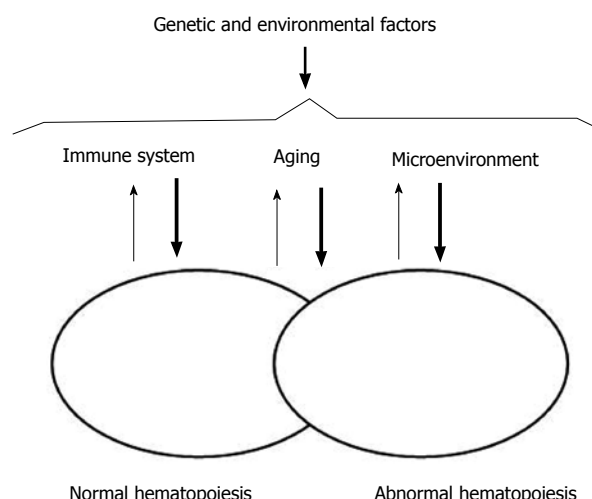 Genetic and environmental factors
Immune system Aging Microenvironment
Normal hematopoiesis Abnormal hematopoiesis